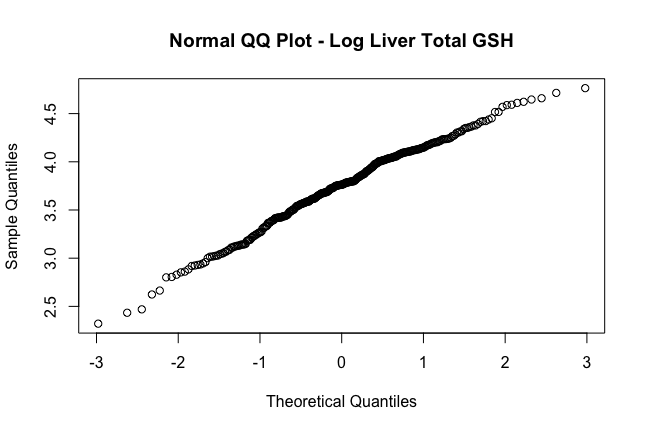 Normal QQ Plot - Log Liver Total GSH
Sample Quantiles
4.5
4.0
3.5
3.0
2.5
-3 -2 -1 0 1 2 3
Theoretical Quantiles